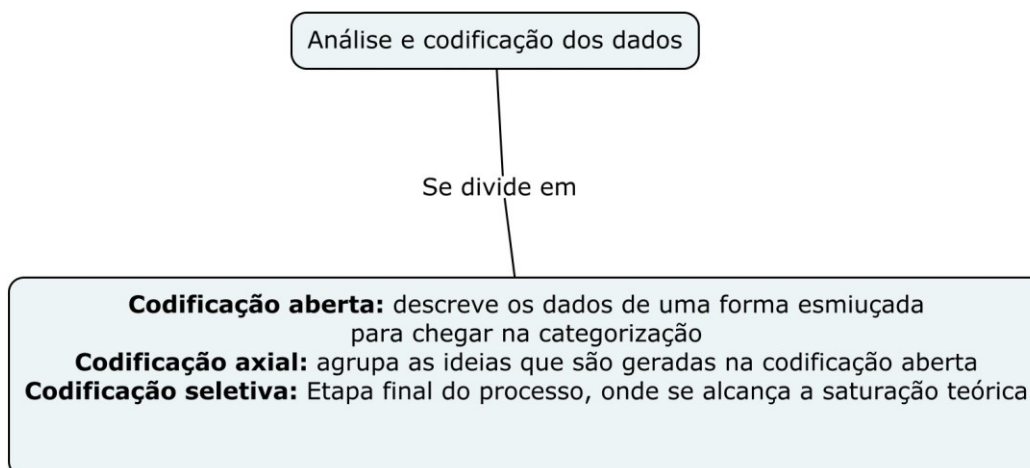 Análise e codificação dos dados
Se divide em
Codificação aberta: descreve os dados de uma forma esmiuçada
para chegar na categorização
Codificação axial: agrupa as ideias que são geradas na codificação aberta
Codificação seletiva: Etapa final do processo, onde se alcança a saturação teórica